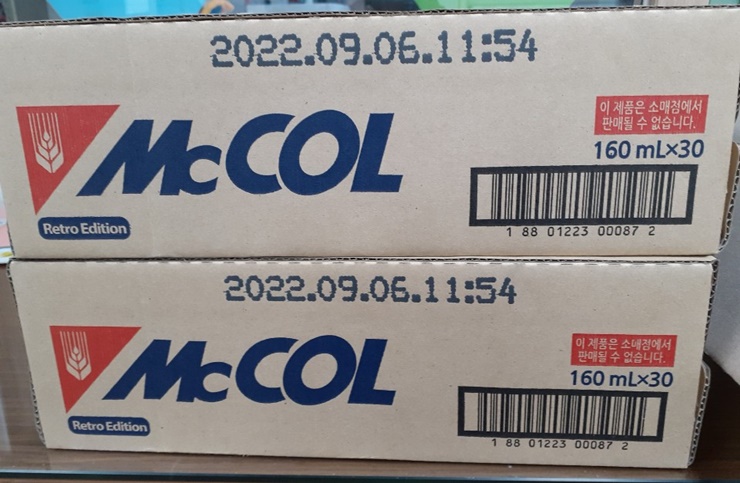 2022.09.06.11:54
McCOL
Retro Edition
이 제품은 소매점에서
판매될 수 없습니다.
160 mL×30
1 88 01223 00087 2
2022.09.06.11:54
McCOL
Retro Edition
이 제품은 소매점에서
판매될 수 없습니다.
160 mL×30
1 88 01223 00087 2